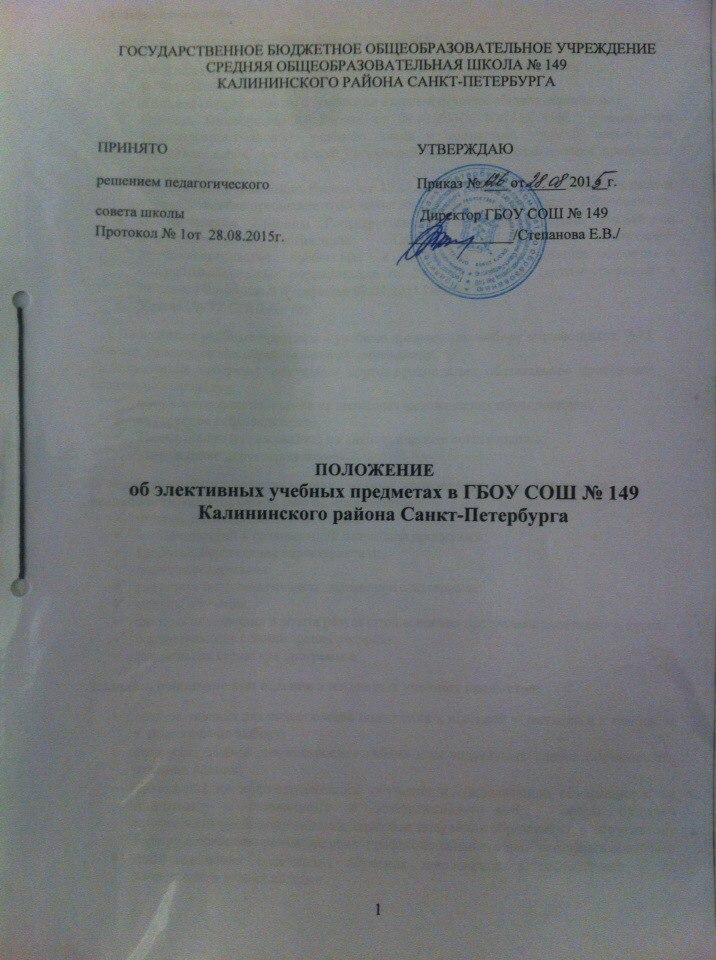 ГОСУДАРСТВЕННОЕ БЮДЖЕТНОЕ ОБЩЕОБРАЗОВАТЕЛЬНОЕ УЧРЕЖДЕНИЕ
СРЕДНЯЯ ОБЩЕОБРАЗОВАТЕЛЬНАЯ ШКОЛА № 149
КАЛИНИНСКОГО РАЙОНА САНКТ-ПЕТЕРБУРГА
ПРИНЯТО
решением педагогического
совета школы
Протокол № 1от 28.08.2015г.
УТВЕРЖДАЮ
Приказ № от 28.08 2015 г.
Директор ГБОУ СОШ № 149
/Степанова Е.В./
ПОЛОЖЕНИЕ
об элективных учебных предметах в ГБОУ СОШ № 149
Калининского района Санкт-Петербурга
1